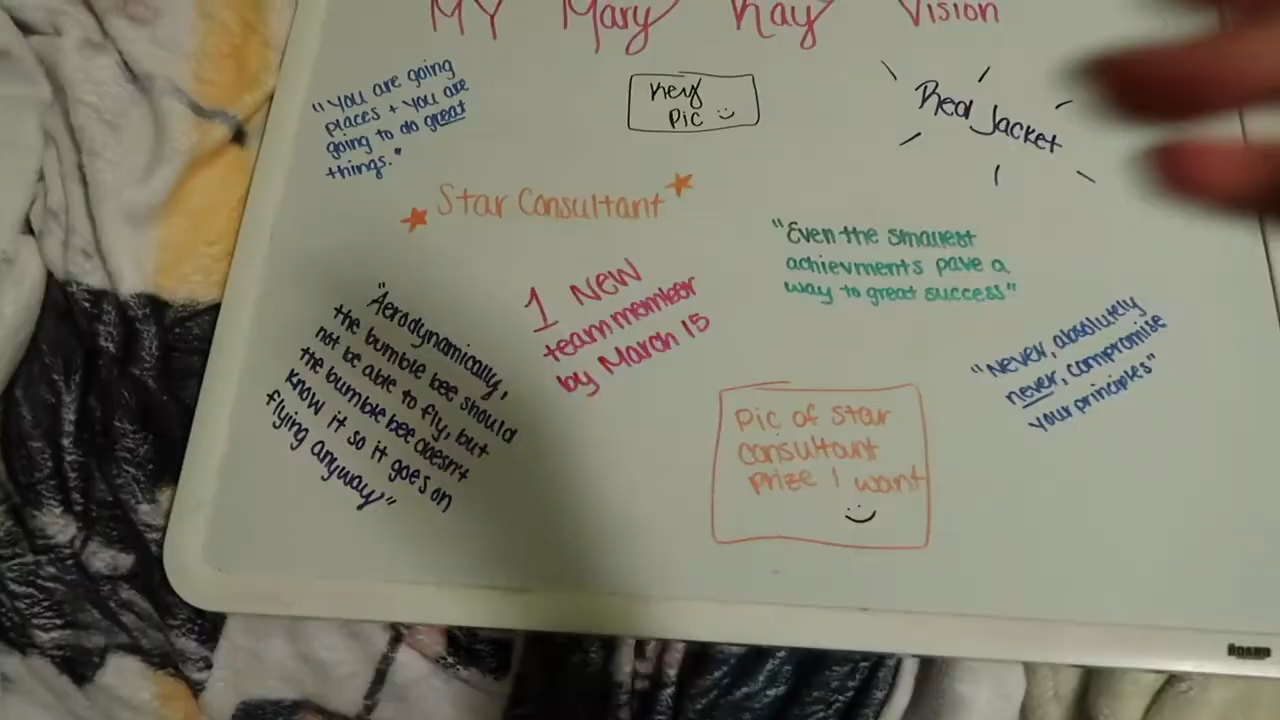 MY Mary Kay Vision
"You are going
places + You are
going to do great
things."
Key
Pic
Red Jacket
Star Consultant
"Even the smallest
achievments pave a
way to great success"
1 New
team member
by March 15
"Aerodynamically,
the bumble bee should
not be able to fly, but
the bumble bee doesn't
know it so it goes on
flying anyway"
"Never, absolutely
never, compromise
your principles"
Pic of Star
consultant
prize I want
BOARD